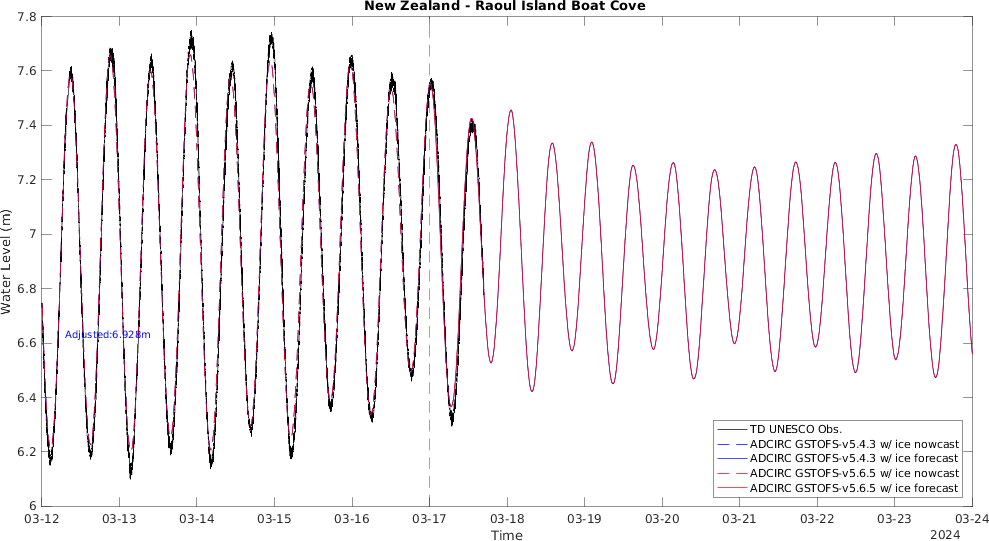 New Zealand - Raoul Island Boat Cove
7.8
7.6
7.4
7.2
7
6.8
6.6
6.4
6.2
6
Water Level (m)
Adjusted:6.928m
TD UNESCO Obs.
ADCIRC GSTOFS-v5.4.3 w/ ice nowcast
ADCIRC GSTOFS-v5.4.3 w/ ice forecast
ADCIRC GSTOFS-v5.6.5 w/ ice nowcast
ADCIRC GSTOFS-v5.6.5 w/ ice forecast
03-12 03-13 03-14 03-15 03-16 03-17 03-18 03-19 03-20 03-21 03-22 03-23 03-24
Time
2024